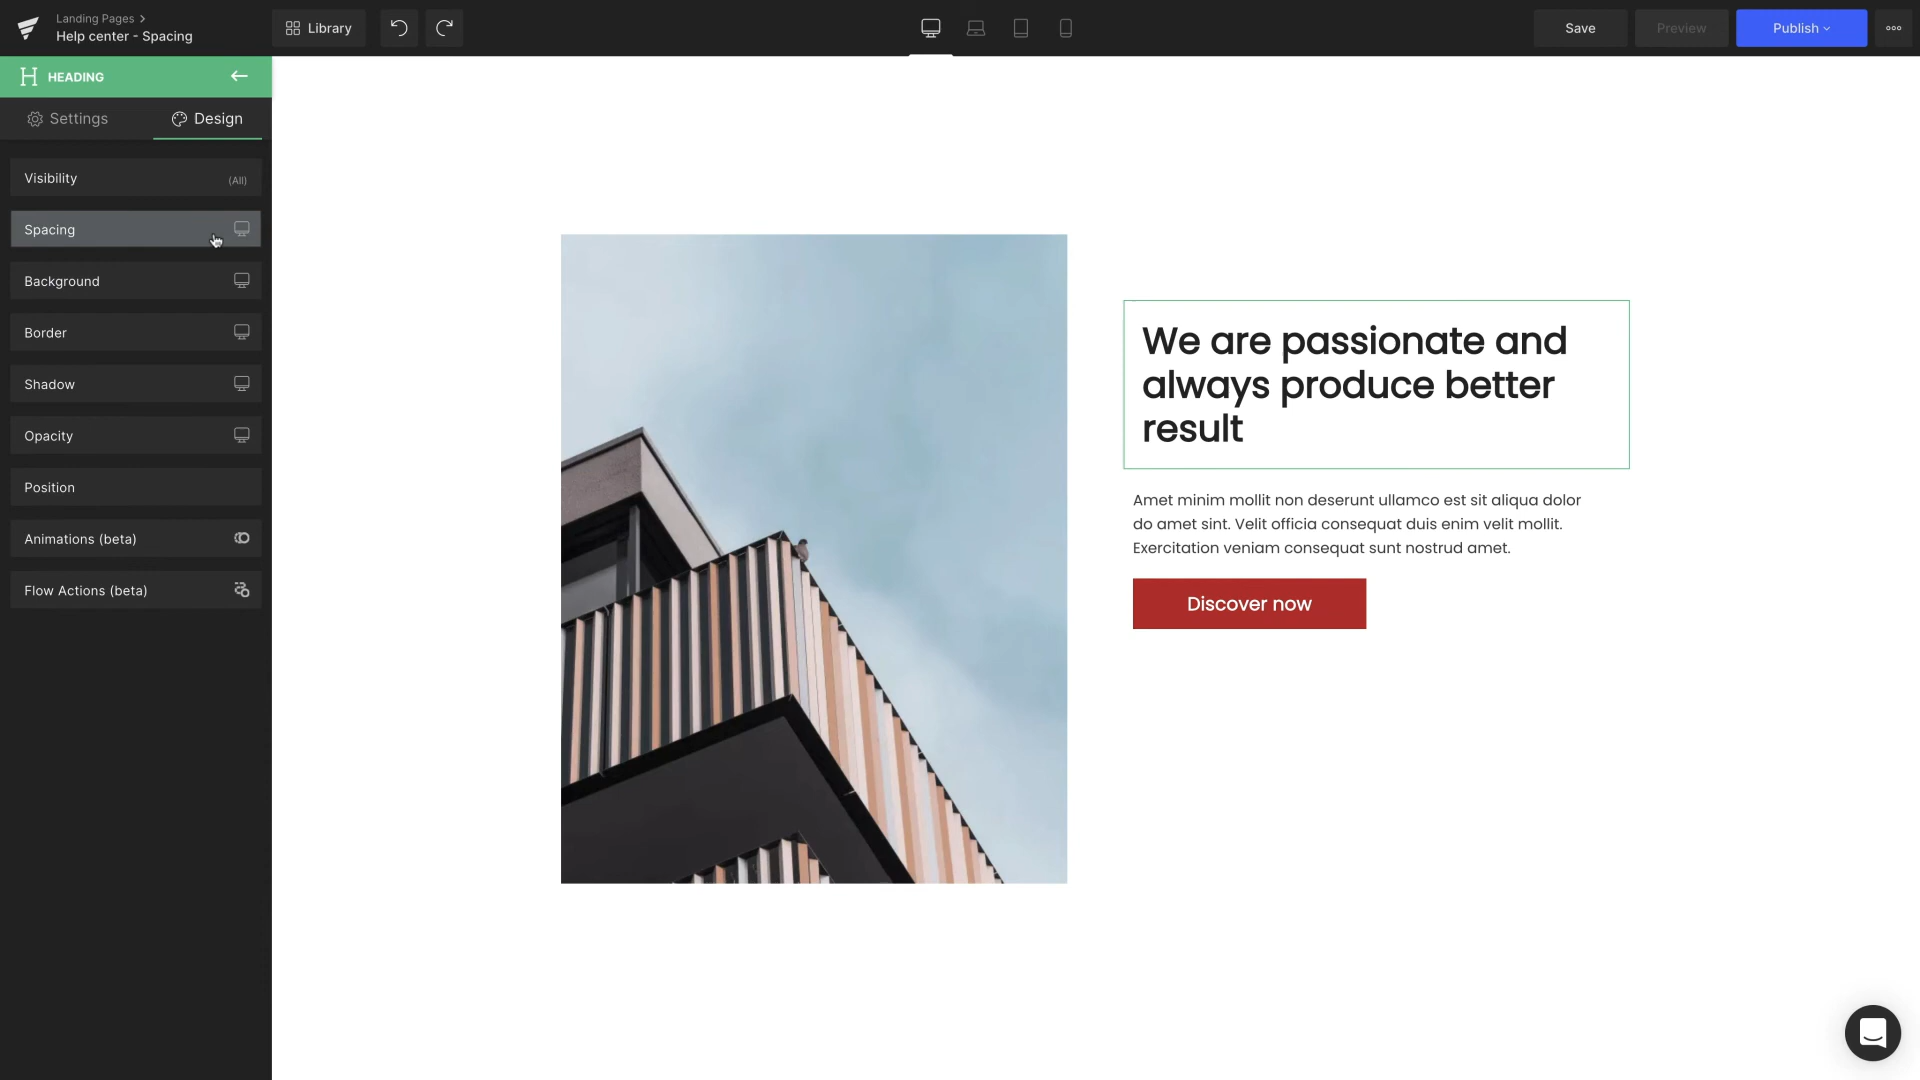 Landing Pages
Help center - Spacing
Library
Save
Preview
Publish
HEADING
Settings
Design
Visibility
(All)
Spacing
Background
Border
Shadow
Opacity
Position
Animations (beta)
Flow Actions (beta)
We are passionate and
always produce better
result
Amet minim mollit non deserunt ullamco est sit aliqua dolor
do amet sint. Velit officia consequat duis enim velit mollit.
Exercitation veniam consequat sunt nostrud amet.
Discover now